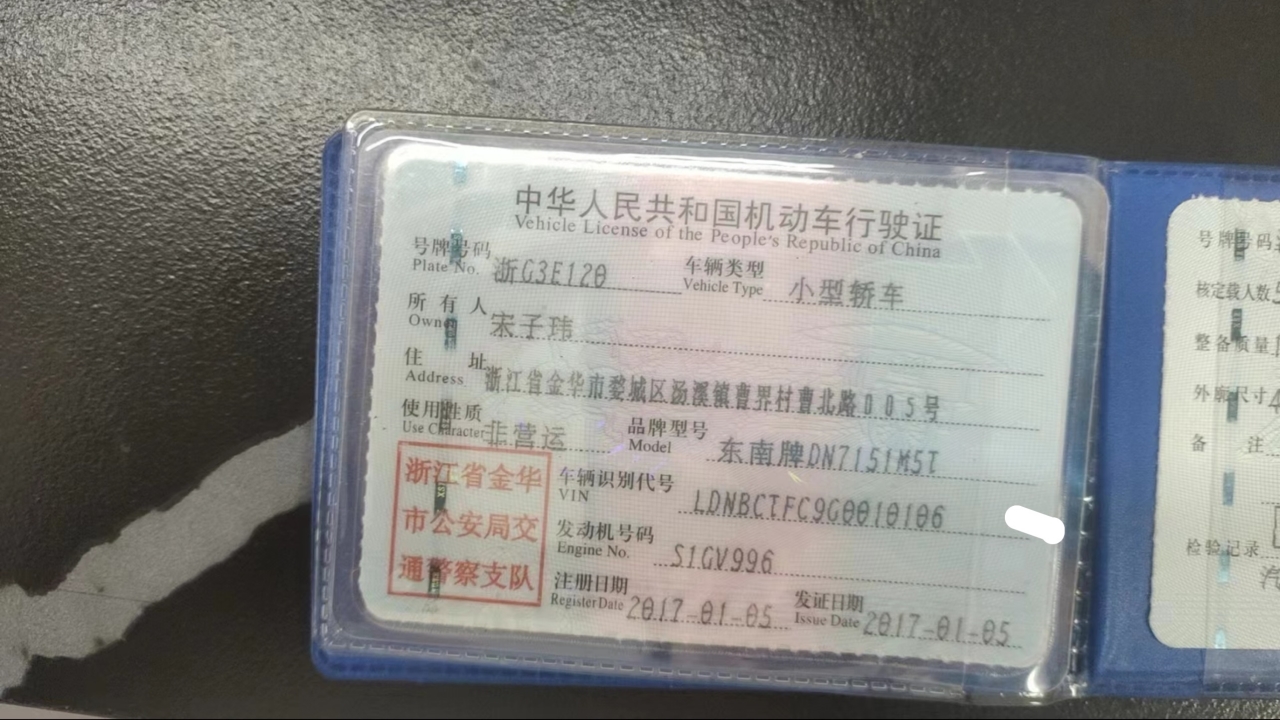 中华人民共和国机动车行驶证
Vehicle License of the People's Republic of China
号牌号码 浙G3E120 车辆类型 小型轿车
Plate No. Vehicle Type
所有人 宋子玮
Owner
住址 浙江省金华市婺城区汤溪镇曹界村曹北路005号
Address
使用性质 非营运 品牌型号 东南牌DN7151M5T
Use Character Model
浙江省金华
市公安局交
通警察支队
车辆识别代号 LDNBCTFC9G0010106
VIN
发动机号码 S1GV996
Engine No.
注册日期 2017-01-05 发证日期 2017-01-05
Register Date Issue Date
号牌号码
核定载人数
整备质量
外廓尺寸
备注
检验记录